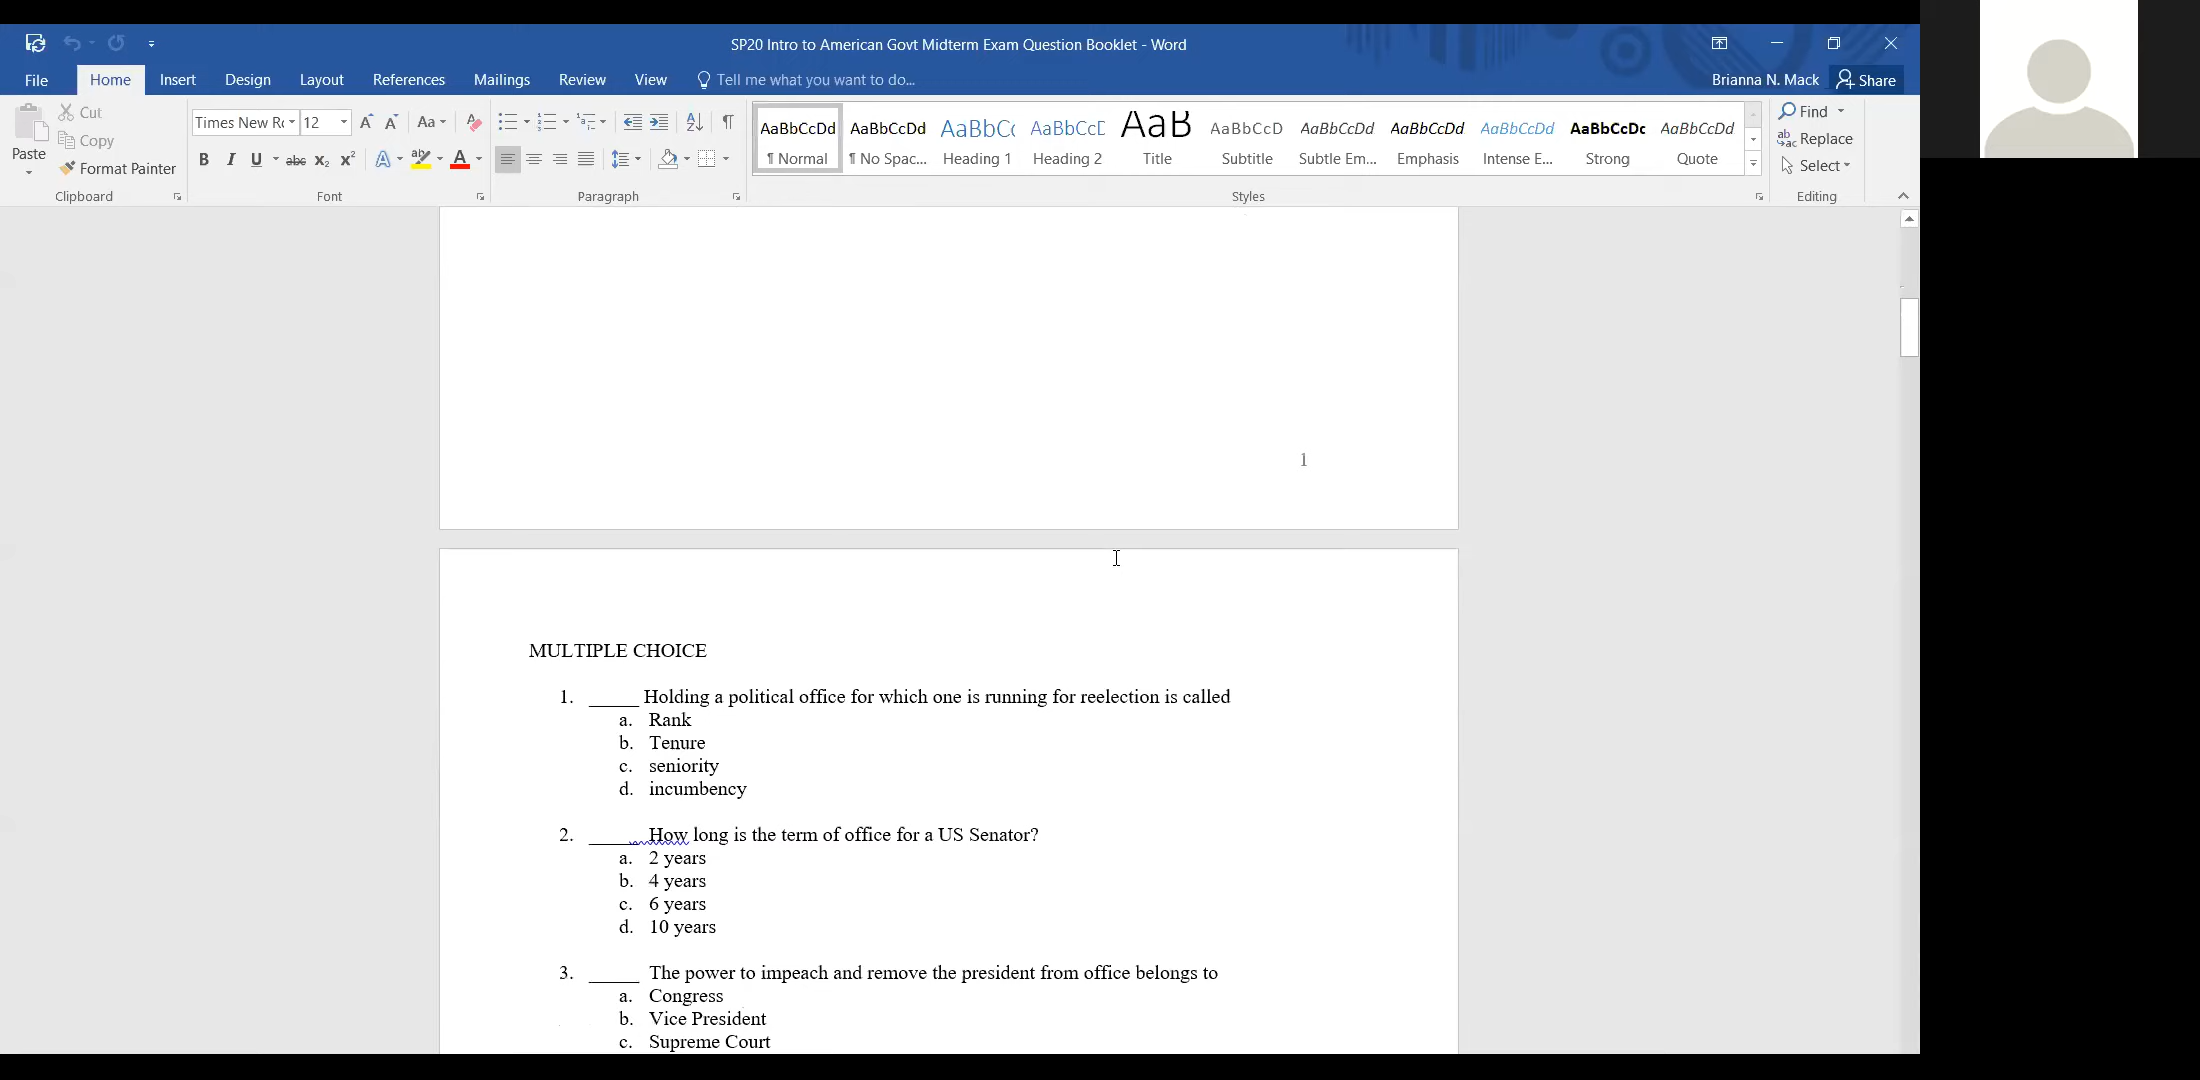 SP20 Intro to American Govt Midterm Exam Question Booklet - Word
File Home Insert Design Layout References Mailings Review View Tell me what you want to do... Brianna N. Mack Share
Paste
Cut
Copy
Format Painter
Clipboard
Times New Ro 12
Font
Paragraph
AaBbCcDd AaBbCcDd AaBbCc AaBbCcD AaB AaBbCcD AaBbCcDd AaBbCcDd AaBbCcDd AaBbCcDc AaBbCcDd
¶ Normal ¶ No Spac... Heading 1 Heading 2 Title Subtitle Subtle Em... Emphasis Intense E... Strong Quote
Styles
Find
Replace
Select
Editing
1
MULTIPLE CHOICE
1. _____ Holding a political office for which one is running for reelection is called
a. Rank
b. Tenure
c. seniority
d. incumbency
2. _____ How long is the term of office for a US Senator?
a. 2 years
b. 4 years
c. 6 years
d. 10 years
3. _____ The power to impeach and remove the president from office belongs to
a. Congress
b. Vice President
c. Supreme Court